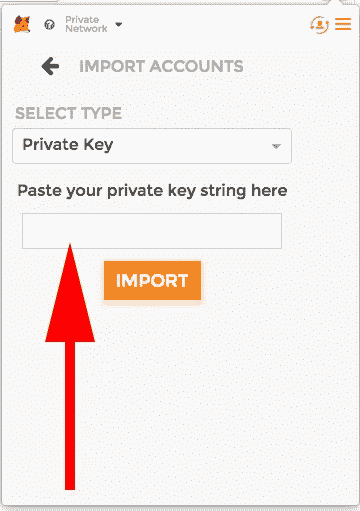 Private
Network
IMPORT ACCOUNTS
SELECT TYPE
Private Key
Paste your private key string here
IMPORT